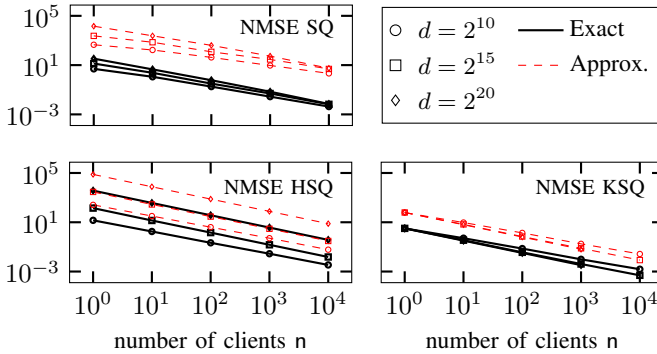 NMSE SQ
10^5
10^1
10^−3
d = 2^10
d = 2^15
d = 2^20
Exact
Approx.
NMSE HSQ
10^5
10^1
10^−3
10^0 10^1 10^2 10^3 10^4
number of clients n
NMSE KSQ
10^0 10^1 10^2 10^3 10^4
number of clients n